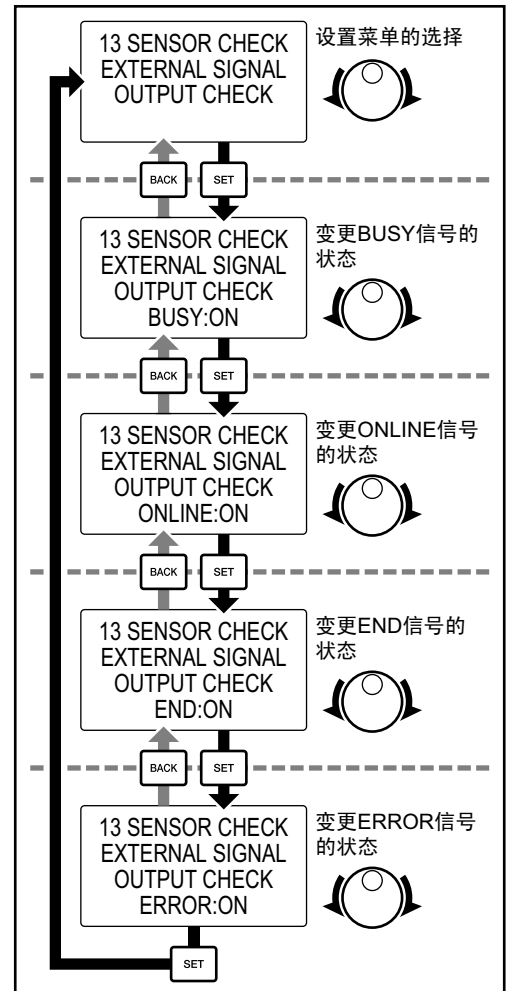 13 SENSOR CHECK
EXTERNAL SIGNAL
OUTPUT CHECK
设置菜单的选择
BACK
SET
13 SENSOR CHECK
EXTERNAL SIGNAL
OUTPUT CHECK
BUSY:ON
变更BUSY信号的
状态
BACK
SET
13 SENSOR CHECK
EXTERNAL SIGNAL
OUTPUT CHECK
ONLINE:ON
变更ONLINE信号
的状态
BACK
SET
13 SENSOR CHECK
EXTERNAL SIGNAL
OUTPUT CHECK
END:ON
变更END信号的
状态
BACK
SET
13 SENSOR CHECK
EXTERNAL SIGNAL
OUTPUT CHECK
ERROR:ON
变更ERROR信号
的状态
SET